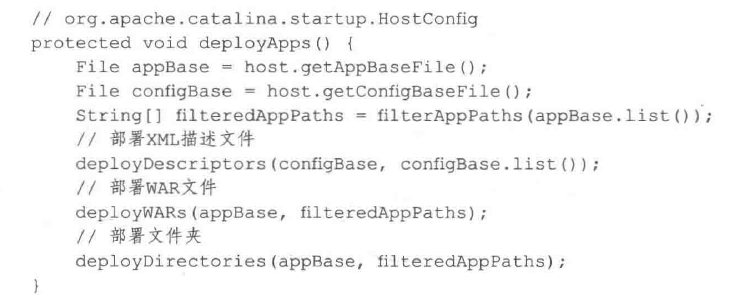 // org.apache.catalina.startup.HostConfig
protected void deployApps() {
    File appBase = host.getAppBaseFile();
    File configBase = host.getConfigBaseFile();
    String[] filteredAppPaths = filterAppPaths(appBase.list());
    // 部署XML描述文件
    deployDescriptors(configBase, configBase.list());
    // 部署WAR文件
    deployWARs(appBase, filteredAppPaths);
    // 部署文件夹
    deployDirectories(appBase, filteredAppPaths);
}